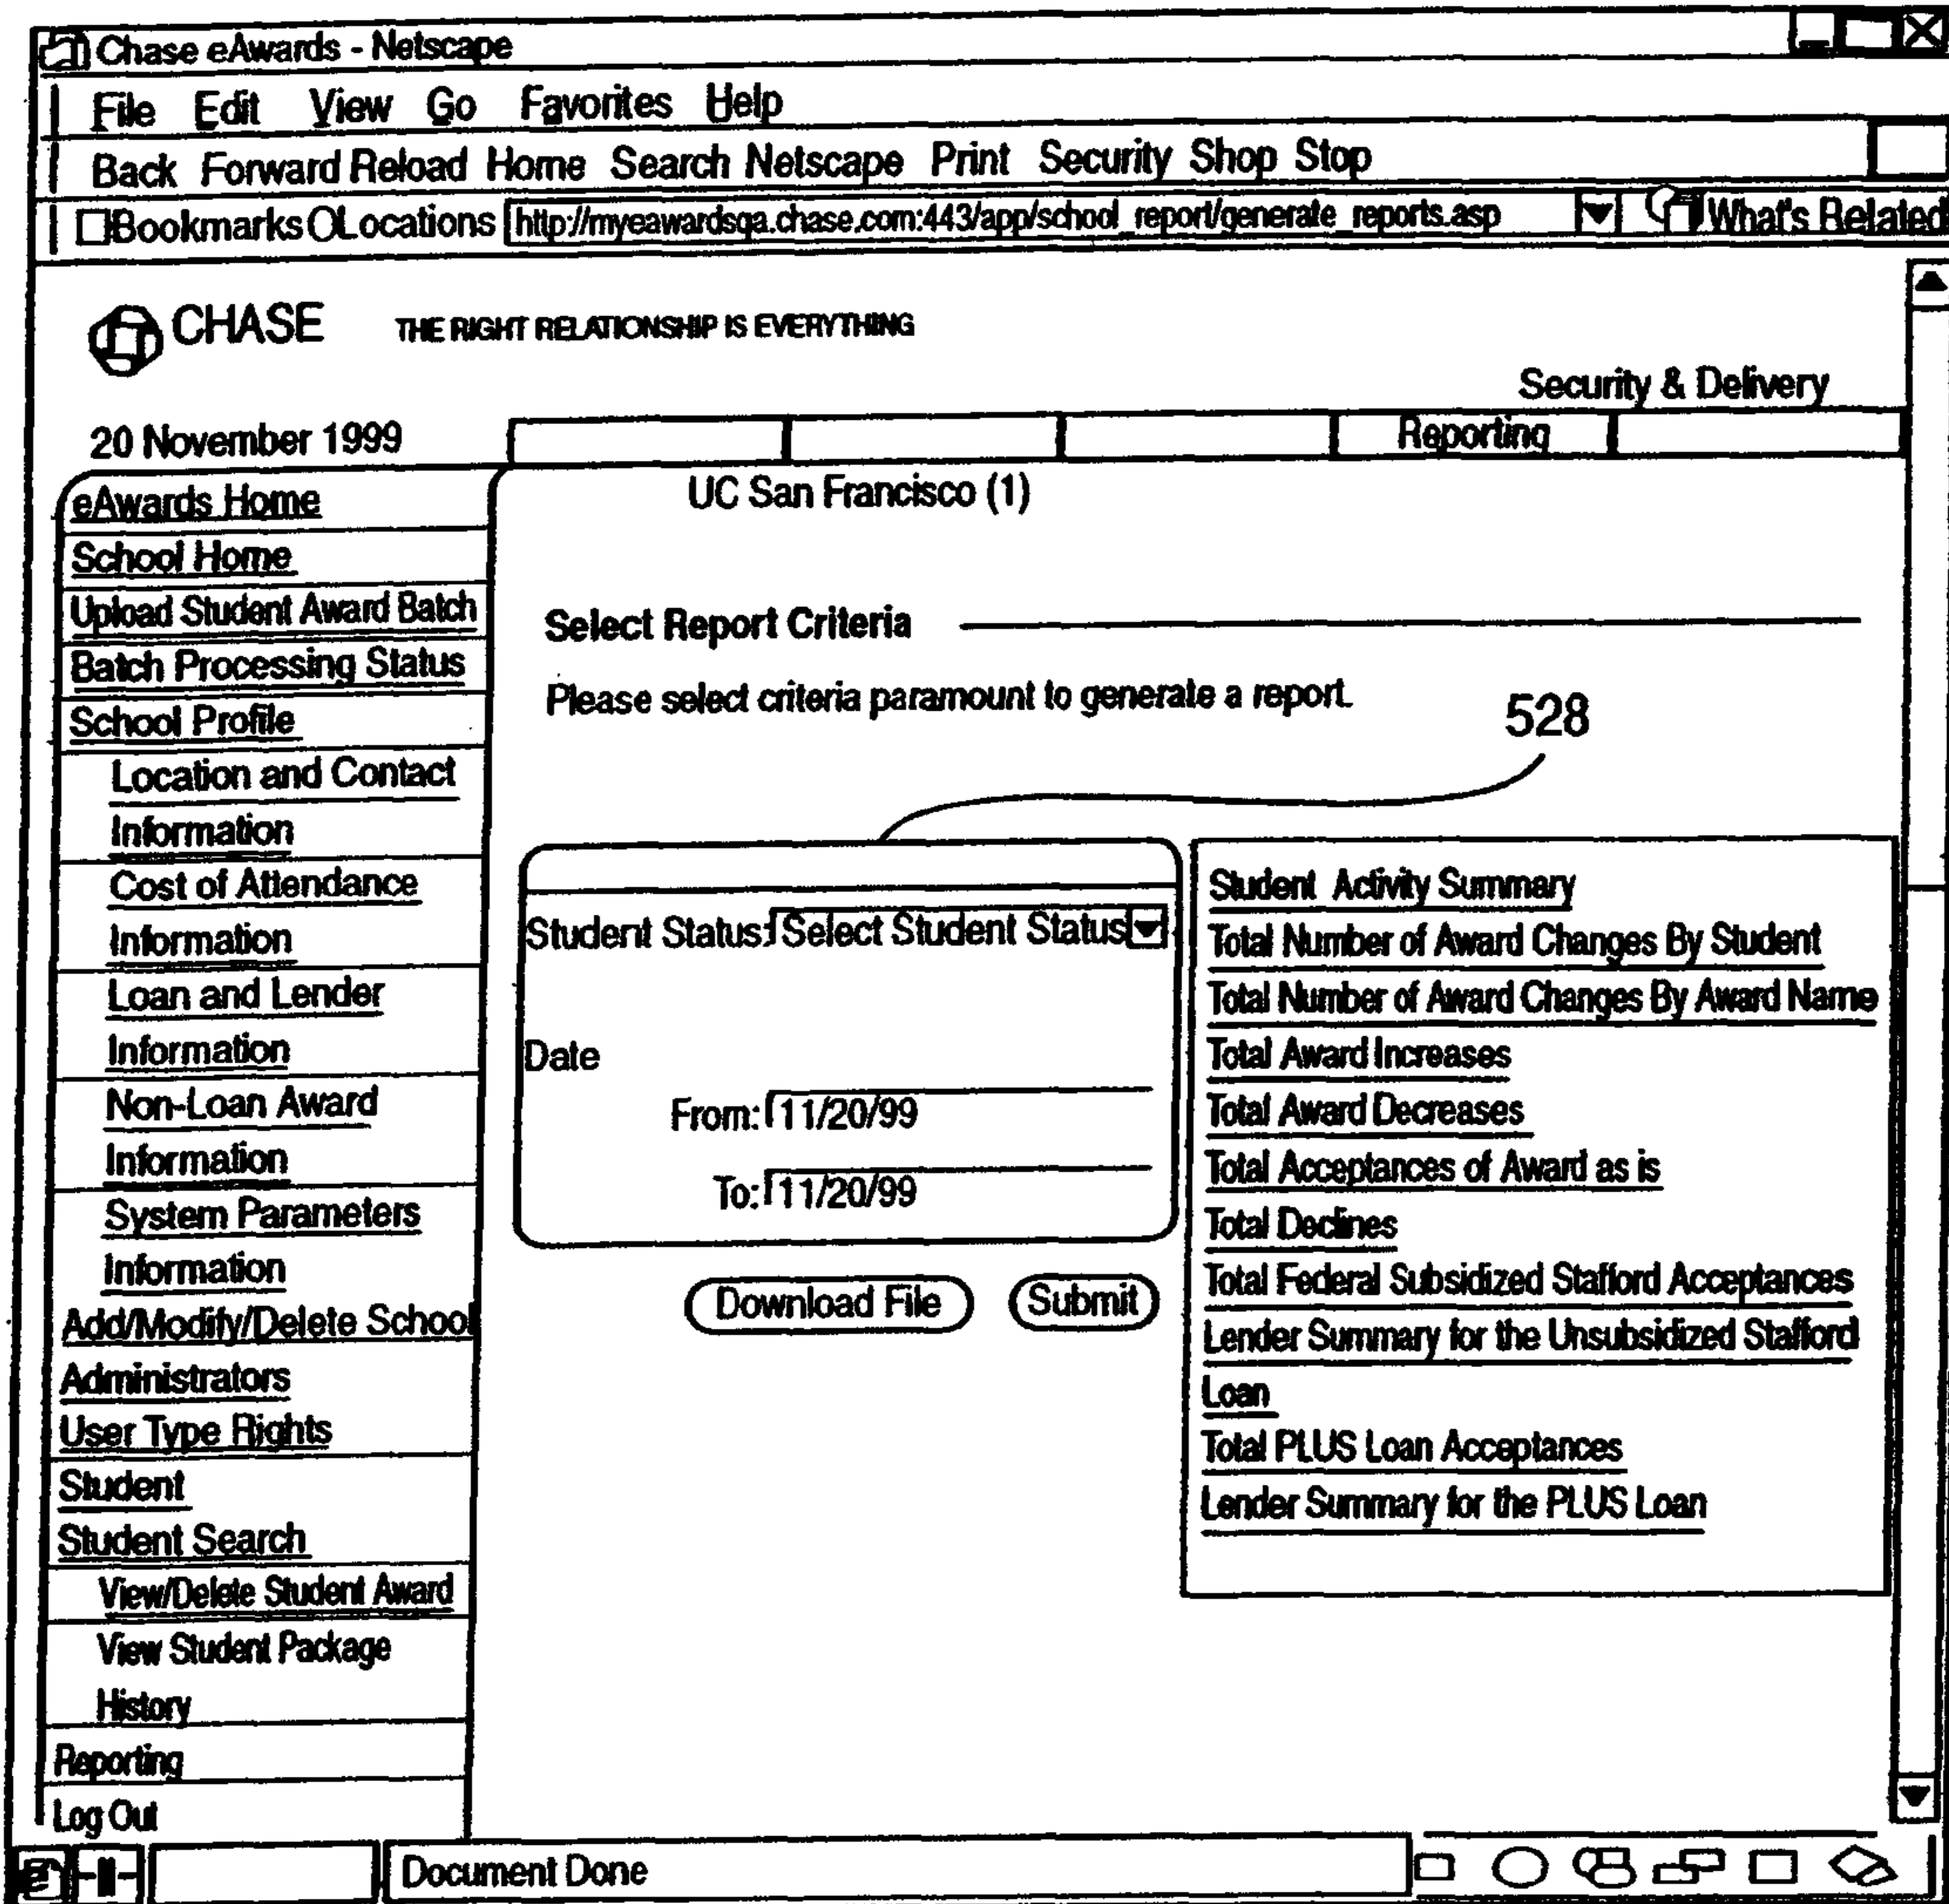 Chase eAwards - Netscape
File Edit View Go Favorites Help
Back Forward Reload Home Search Netscape Print Security Shop Stop
Bookmarks Locations http://myeawardsqa.chase.com:443/app/school_report/generate_reports.asp What's Related
CHASE THE RIGHT RELATIONSHIP IS EVERYTHING
Security & Delivery
20 November 1999
Reporting
eAwards Home
School Home
Upload Student Award Batch
Batch Processing Status
School Profile
Location and Contact
Information
Cost of Attendance
Information
Loan and Lender
Information
Non-Loan Award
Information
System Parameters
Information
Add/Modify/Delete School
Administrators
User Type Rights
Student
Student Search
View/Delete Student Award
View Student Package
History
Reporting
Log Out
UC San Francisco (1)
Select Report Criteria
Please select criteria paramount to generate a report.
528
Student Status: Select Student Status
Date
From: 11/20/99
To: 11/20/99
Download File Submit
Student Activity Summary
Total Number of Award Changes By Student
Total Number of Award Changes By Award Name
Total Award Increases
Total Award Decreases
Total Acceptances of Award as is
Total Declines
Total Federal Subsidized Stafford Acceptances
Lender Summary for the Unsubsidized Stafford
Loan
Total PLUS Loan Acceptances
Lender Summary for the PLUS Loan
Document Done